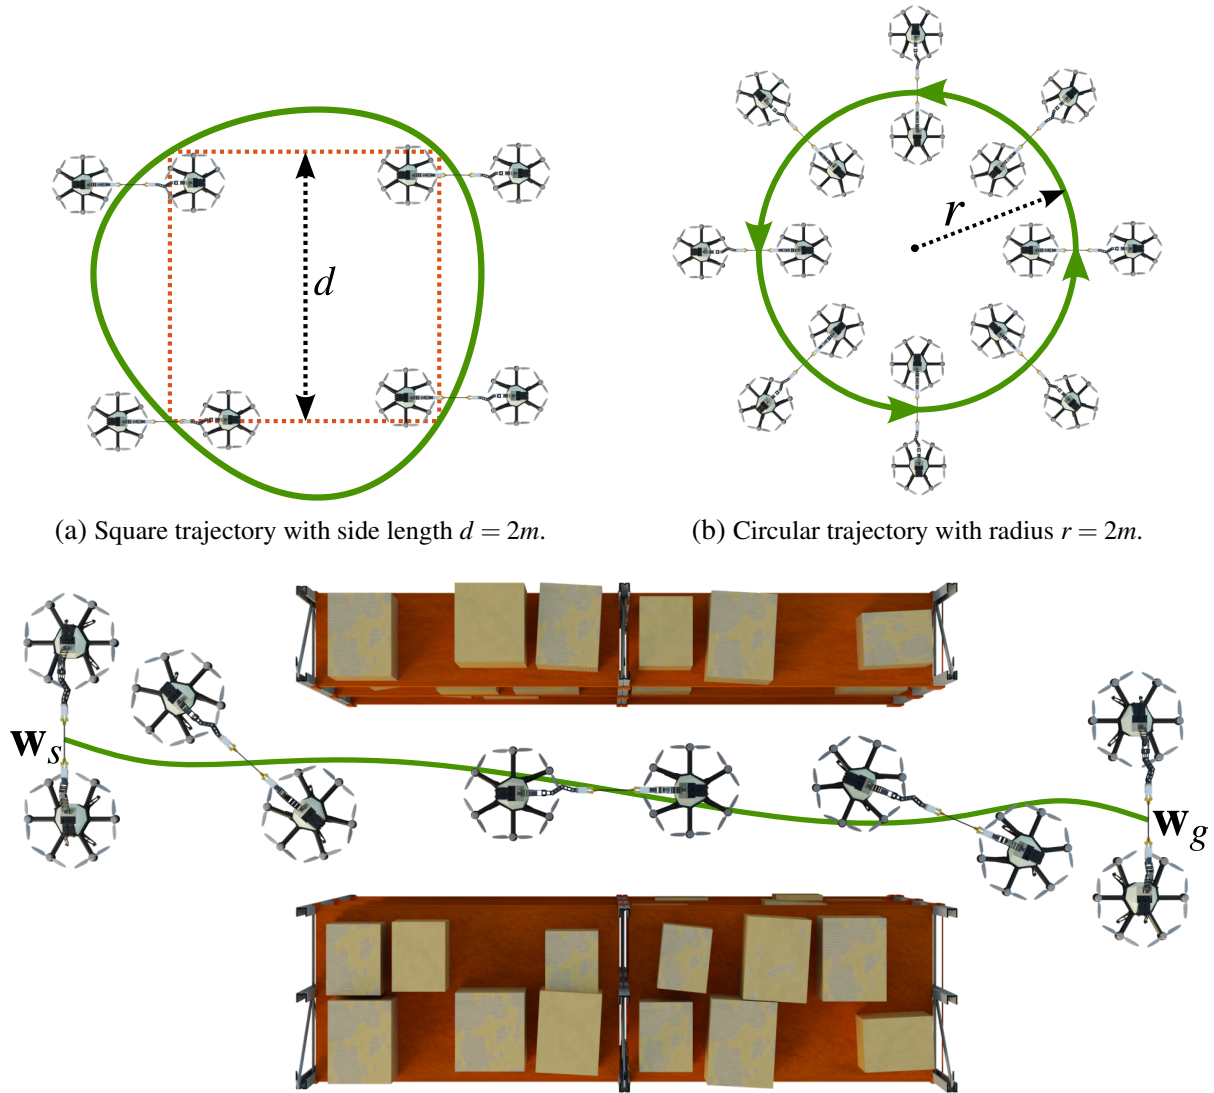 d
r
(a) Square trajectory with side length d = 2m.
(b) Circular trajectory with radius r = 2m.
w_s
w_g